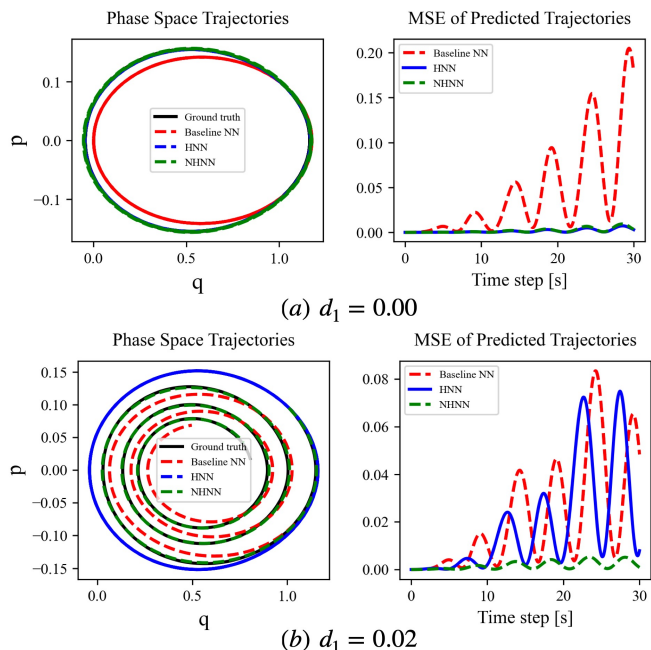 Phase Space Trajectories
p
0.1
0.0
−0.1
Ground truth
Baseline NN
HNN
NHNN
0.0
0.5
1.0
q
MSE of Predicted Trajectories
0.20
0.15
0.10
0.05
0.00
Baseline NN
HNN
NHNN
0
10
20
30
Time step [s]
(a) d₁ = 0.00
Phase Space Trajectories
p
0.15
0.10
0.05
0.00
−0.05
−0.10
−0.15
Ground truth
Baseline NN
HNN
NHNN
0.0
0.5
1.0
q
MSE of Predicted Trajectories
0.08
0.06
0.04
0.02
0.00
Baseline NN
HNN
NHNN
0
10
20
30
Time step [s]
(b) d₁ = 0.02